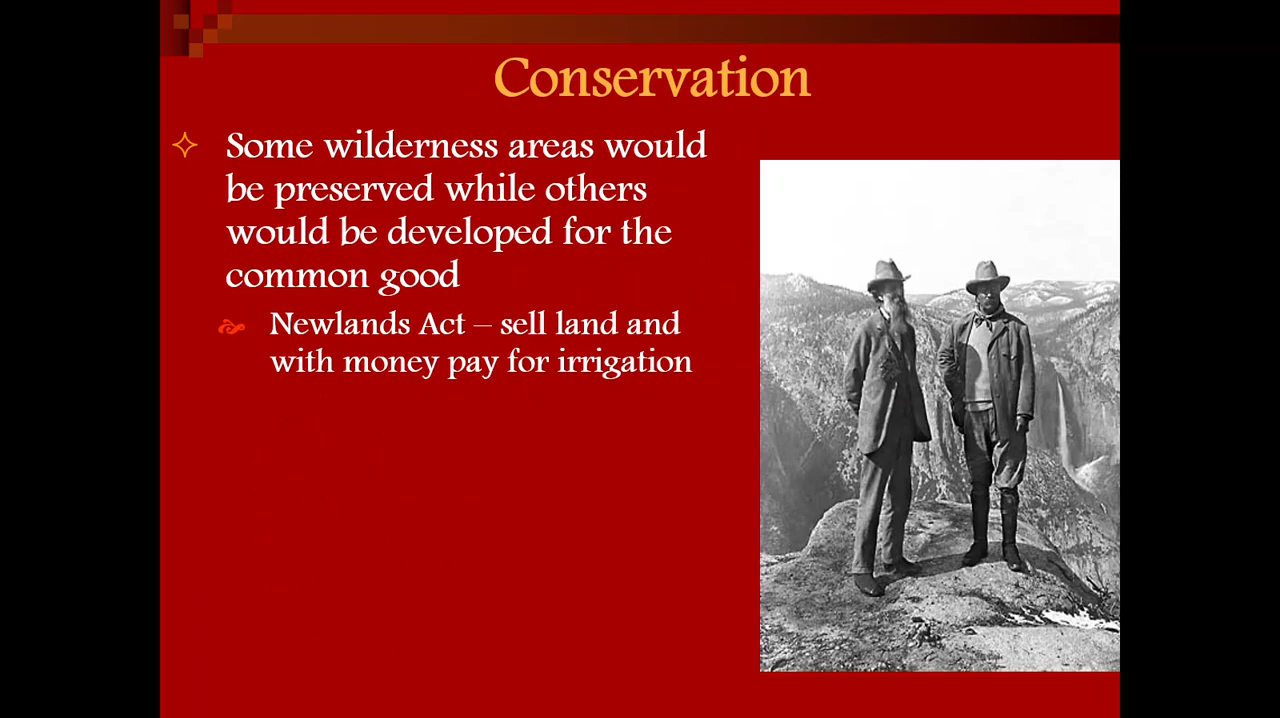 Conservation
Some wilderness areas would
be preserved while others
would be developed for the
common good
Newlands Act – sell land and
with money pay for irrigation